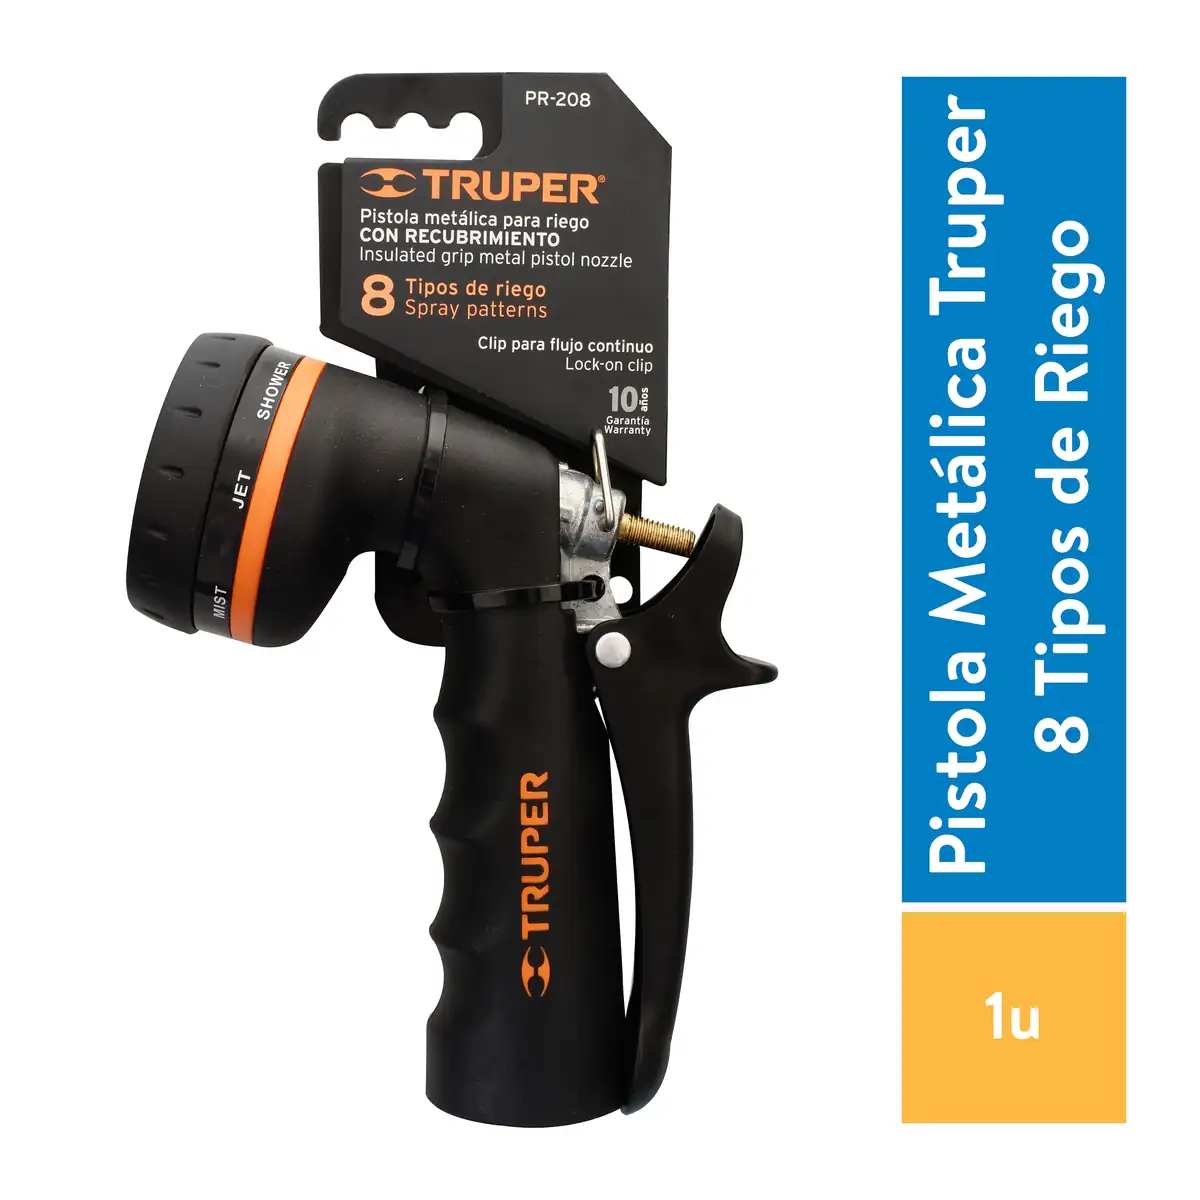 PR-208
TRUPER®
Pistola metálica para riego
CON RECUBRIMIENTO
Insulated grip metal pistol nozzle
8 Tipos de riego
Spray patterns
Clip para flujo continuo
Lock-on clip
10 años
Garantía
Warranty
SHOWER
JET
MIST
TRUPER
Pistola Metálica Truper
8 Tipos de Riego
1u